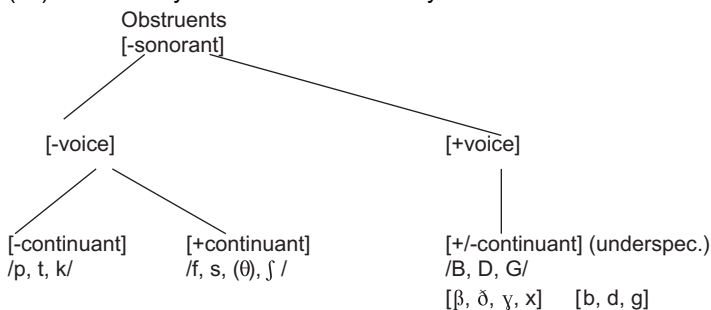 Obstruents
[-sonorant]
[-voice] [+voice]
[-continuant] [+continuant] [+/-continuant] (underspec.)
/p, t, k/ /f, s, (θ), ʃ / /B, D, G/
[β, ð, ɣ, x] [b, d, g]